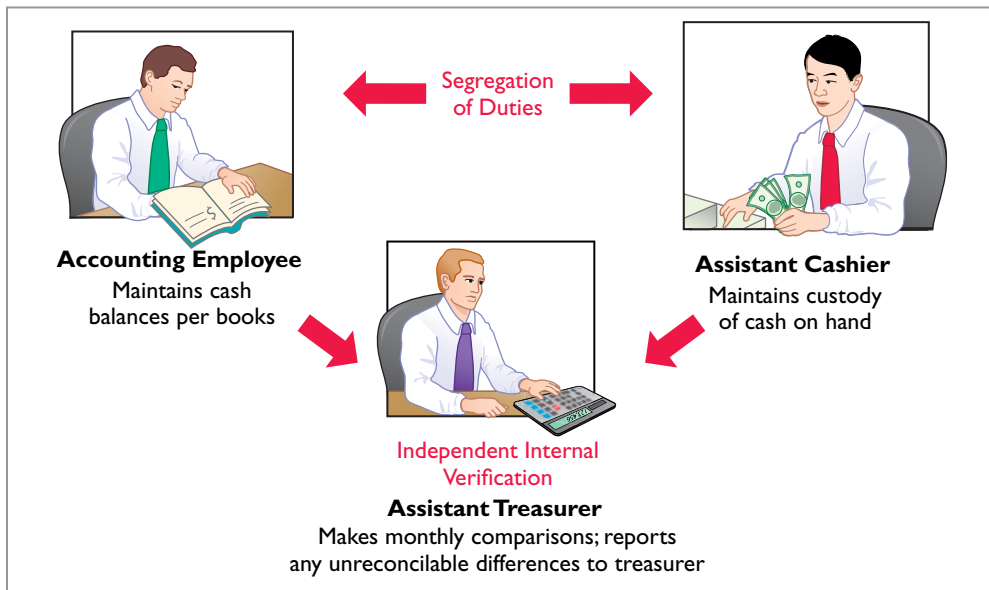 Segregation
of Duties
Accounting Employee
Maintains cash
balances per books
Assistant Cashier
Maintains custody
of cash on hand
$
Independent Internal
Verification
Assistant Treasurer
Makes monthly comparisons; reports
any unreconcilable differences to treasurer